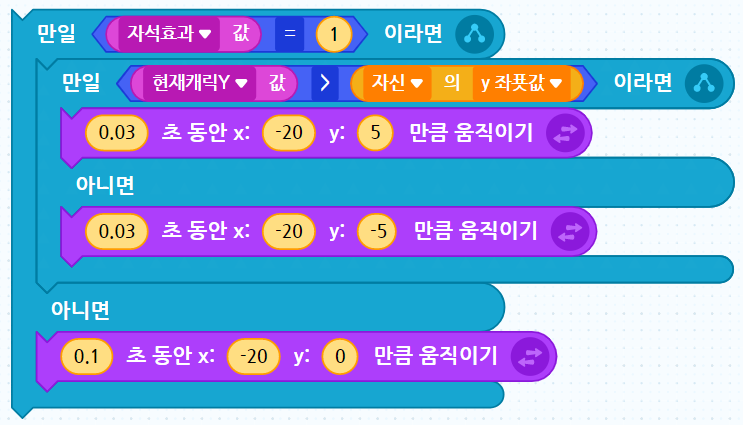 만일 자석효과 값 = 1 이라면
만일 현재캐릭Y 값 > 자신 의 y 좌푯값 이라면
0.03 초 동안 x: -20 y: 5 만큼 움직이기
아니면
0.03 초 동안 x: -20 y: -5 만큼 움직이기
아니면
0.1 초 동안 x: -20 y: 0 만큼 움직이기